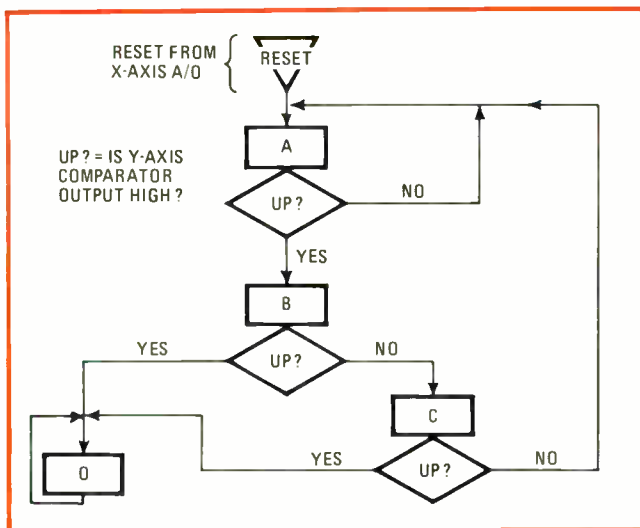 RESET FROM
X-AXIS A/D
RESET
UP? = IS Y-AXIS
COMPARATOR
OUTPUT HIGH?
A
UP?
NO
YES
B
UP?
YES
NO
C
UP?
YES
NO
0